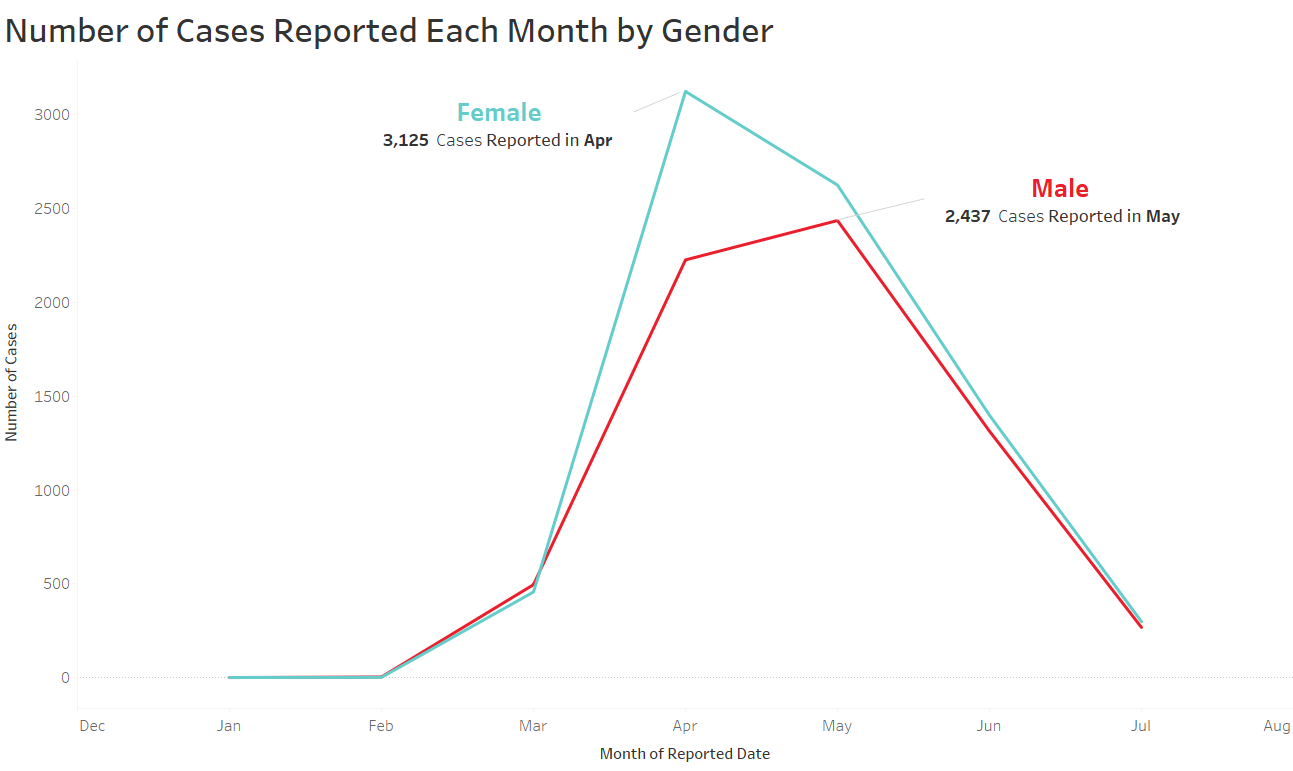 Number of Cases Reported Each Month by Gender
Female
3,125 Cases Reported in Apr
Male
2,437 Cases Reported in May
Number of Cases
3000
2500
2000
1500
1000
500
0
Dec Jan Feb Mar Apr May Jun Jul Aug
Month of Reported Date